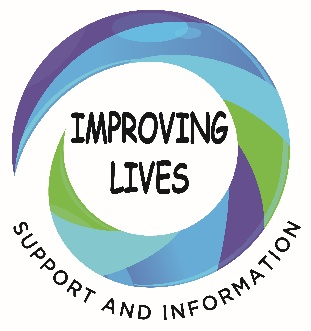 IMPROVING
LIVES
SUPPORT AND INFORMATION